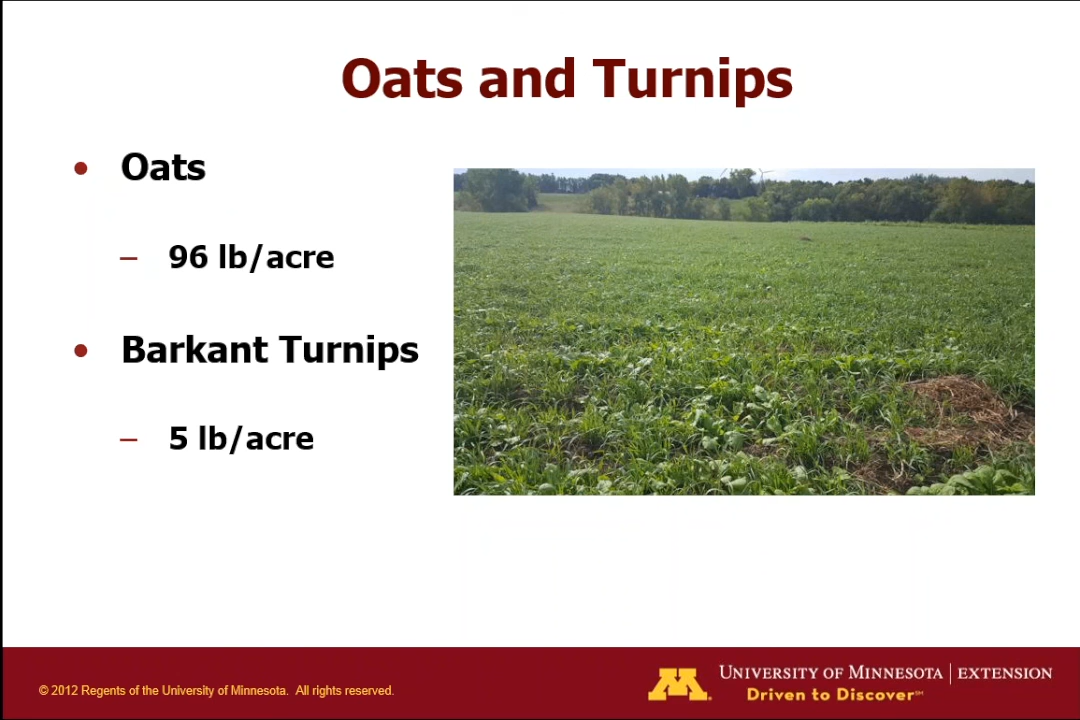 Oats and Turnips
• Oats
– 96 lb/acre
• Barkant Turnips
– 5 lb/acre
© 2012 Regents of the University of Minnesota. All rights reserved.
M
UNIVERSITY OF MINNESOTA | EXTENSION
Driven to Discover℠